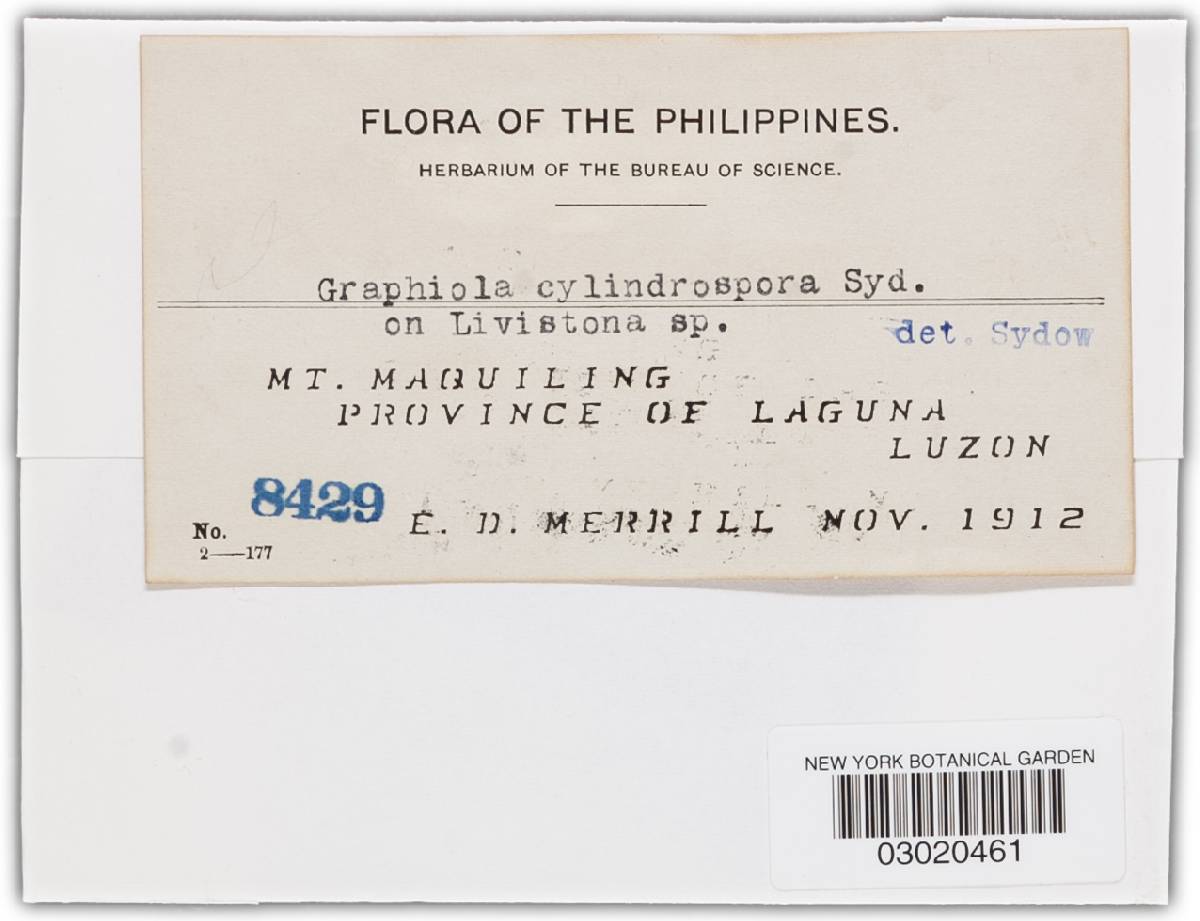 FLORA OF THE PHILIPPINES.
HERBARIUM OF THE BUREAU OF SCIENCE.
Graphiola cylindrospora Syd.
on Livistona sp.
det. Sydow
MT. MAQUILING
PROVINCE OF LAGUNA
LUZON
No. 8429 E. D. MERRILL NOV. 1912
2—177
NEW YORK BOTANICAL GARDEN
03020461